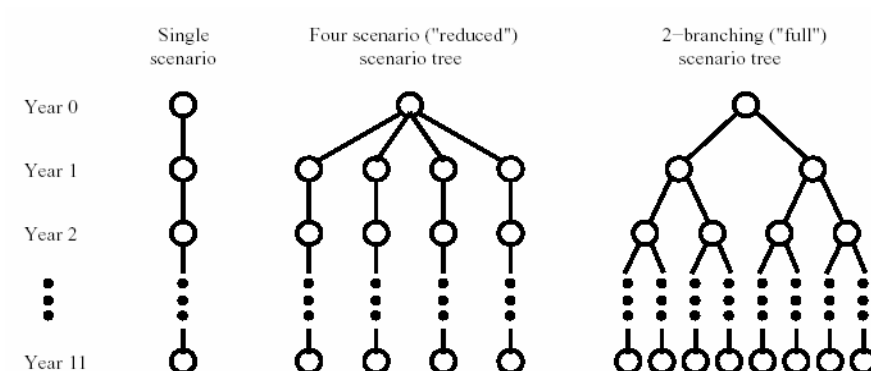 Single
scenario
Four scenario ("reduced")
scenario tree
2−branching ("full")
scenario tree
Year 0
Year 1
Year 2
Year 11